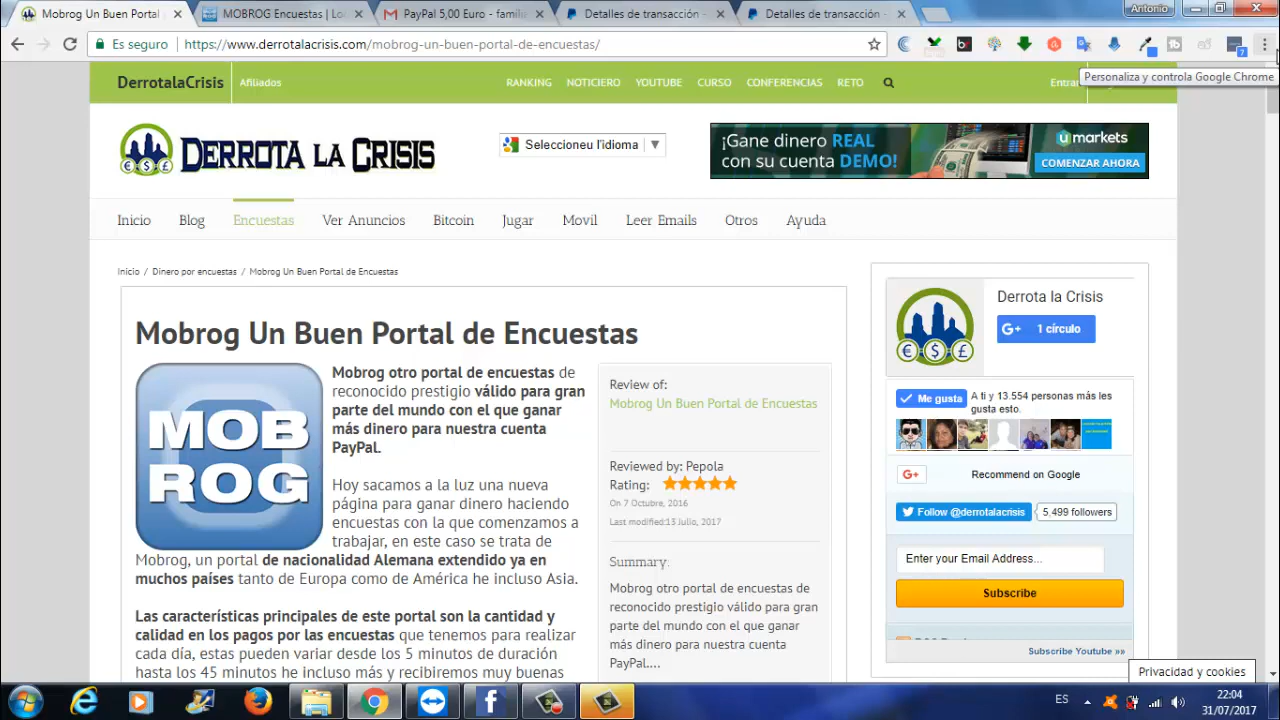 Mobrog Un Buen Portal
MOBROG Encuestas | Lo
PayPal 5,00 Euro - famili
Detalles de transacción
Detalles de transacción -
Antonio
Es seguro
https://www.derrotalacrisis.com/mobrog-un-buen-portal-de-encuestas/
Personaliza y controla Google Chrome
DerrotalaCrisis
Afiliados
RANKING NOTICIERO YOUTUBE CURSO CONFERENCIAS RETO
Entrar
DERROTA LA CRISIS
Seleccioneu l'idioma
¡Gane dinero REAL
con su cuenta DEMO!
umarkets
COMENZAR AHORA
Inicio Blog Encuestas Ver Anuncios Bitcoin Jugar Movil Leer Emails Otros Ayuda
Inicio / Dinero por encuestas / Mobrog Un Buen Portal de Encuestas
Mobrog Un Buen Portal de Encuestas
MOB
ROG
Mobrog otro portal de encuestas de
reconocido prestigio válido para gran
parte del mundo con el que ganar
más dinero para nuestra cuenta
PayPal.
Hoy sacamos a la luz una nueva
página para ganar dinero haciendo
encuestas con la que comenzamos a
trabajar, en este caso se trata de
Mobrog, un portal de nacionalidad Alemana extendido ya en
muchos países tanto de Europa como de América he incluso Asia.
Las características principales de este portal son la cantidad y
calidad en los pagos por las encuestas que tenemos para realizar
cada día, estas pueden variar desde los 5 minutos de duración
hasta los 45 minutos he incluso más y recibiremos muy buenas
Review of:
Mobrog Un Buen Portal de Encuestas
Reviewed by: Pepola
Rating:
On 7 Octubre, 2016
Last modified:13 Julio, 2017
Summary:
Mobrog otro portal de encuestas de
reconocido prestigio válido para gran
parte del mundo con el que ganar
más dinero para nuestra cuenta
PayPal....
Derrota la Crisis
G+ 1 círculo
Me gusta
A ti y 13.554 personas más les
gusta esto.
G+ Recommend on Google
Follow @derrotalacrisis
5,499 followers
Enter your Email Address...
Subscribe
Subscribe Youtube »»
Privacidad y cookies
ES
22:04
31/07/2017